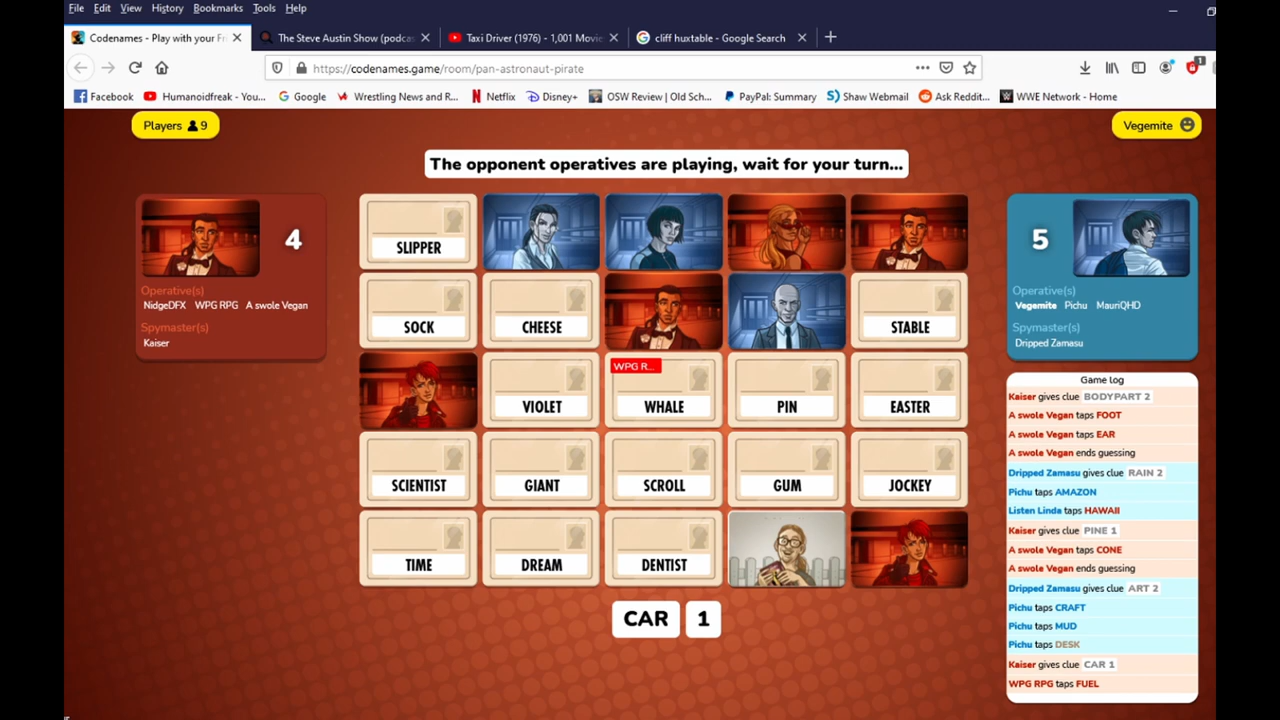 File Edit View History Bookmarks Tools Help
Codenames - Play with your Fri
The Steve Austin Show (podcas
Taxi Driver (1976) - 1,001 Movie
cliff huxtable - Google Search
https://codenames.game/room/pan-astronaut-pirate
1
Facebook
Humanoidfreak - You...
Google
Wrestling News and R...
Netflix
Disney+
OSW Review | Old Sch...
PayPal: Summary
Shaw Webmail
Ask Reddit...
WWE Network - Home
Players 9
Vegemite
The opponent operatives are playing, wait for your turn...
4
Operative(s)
NidgeDFX WPG RPG A swole Vegan
Spymaster(s)
Kaiser
SLIPPER
SOCK CHEESE STABLE
WPG R...
VIOLET WHALE PIN EASTER
SCIENTIST GIANT SCROLL GUM JOCKEY
TIME DREAM DENTIST
CAR 1
5
Operative(s)
Vegemite Pichu MauriQHD
Spymaster(s)
Dripped Zamasu
Game log
Kaiser gives clue BODYPART 2
A swole Vegan taps FOOT
A swole Vegan taps EAR
A swole Vegan ends guessing
Dripped Zamasu gives clue RAIN 2
Pichu taps AMAZON
Listen Linda taps HAWAII
Kaiser gives clue PINE 1
A swole Vegan taps CONE
A swole Vegan ends guessing
Dripped Zamasu gives clue ART 2
Pichu taps CRAFT
Pichu taps MUD
Pichu taps DESK
Kaiser gives clue CAR 1
WPG RPG taps FUEL